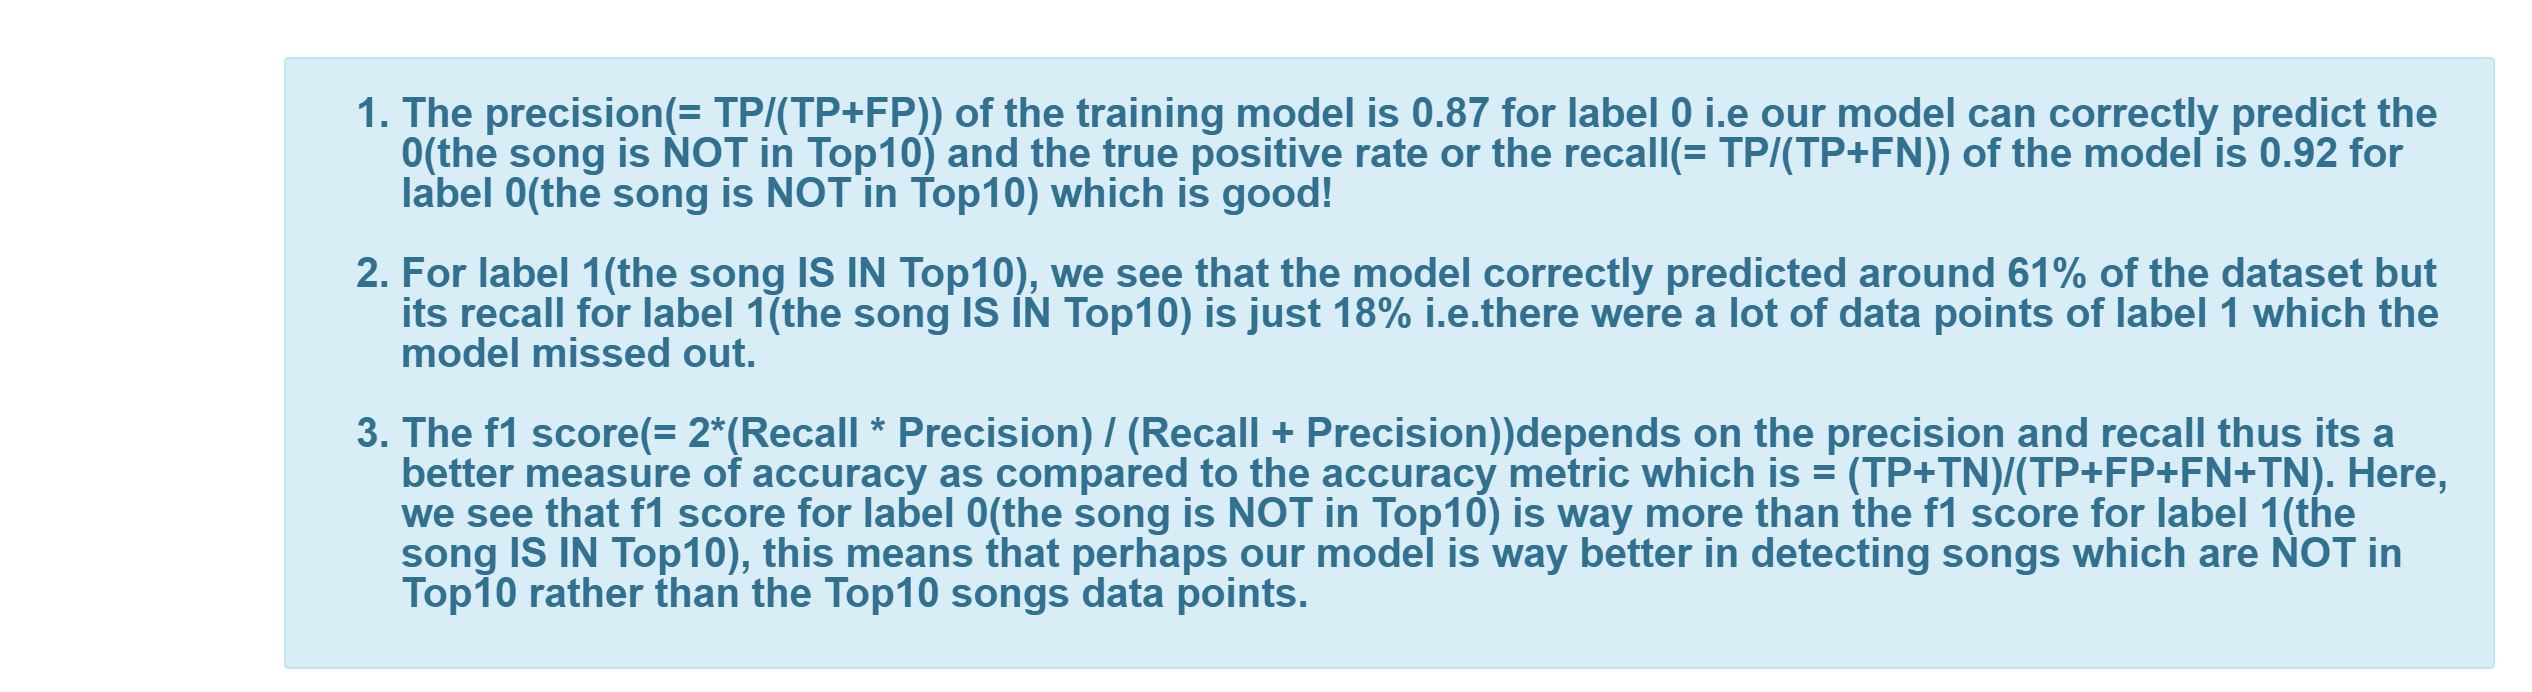 1. The precision(= TP/(TP+FP)) of the training model is 0.87 for label 0 i.e our model can correctly predict the
0(the song is NOT in Top10) and the true positive rate or the recall(= TP/(TP+FN)) of the model is 0.92 for
label 0(the song is NOT in Top10) which is good!
2. For label 1(the song IS IN Top10), we see that the model correctly predicted around 61% of the dataset but
its recall for label 1(the song IS IN Top10) is just 18% i.e.there were a lot of data points of label 1 which the
model missed out.
3. The f1 score(= 2*(Recall * Precision) / (Recall + Precision))depends on the precision and recall thus its a
better measure of accuracy as compared to the accuracy metric which is = (TP+TN)/(TP+FP+FN+TN). Here,
we see that f1 score for label 0(the song is NOT in Top10) is way more than the f1 score for label 1(the
song IS IN Top10), this means that perhaps our model is way better in detecting songs which are NOT in
Top10 rather than the Top10 songs data points.